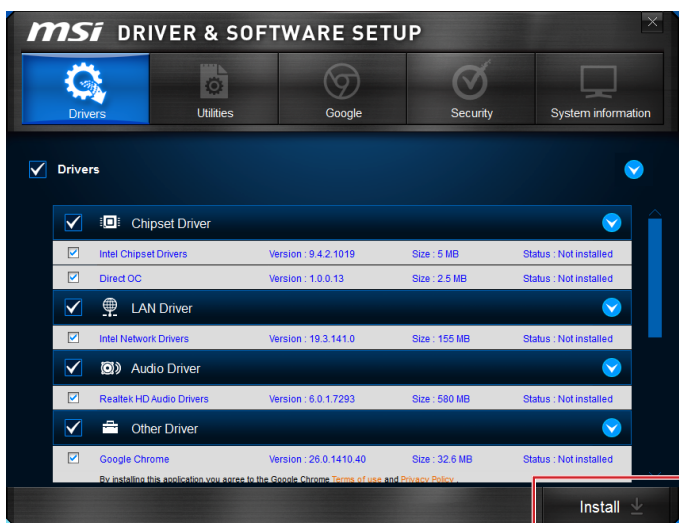 msi DRIVER & SOFTWARE SETUP
Drivers Utilities Google Security System information
Drivers
Chipset Driver
Intel Chipset Drivers Version : 9.4.2.1019 Size : 5 MB Status : Not installed
Direct OC Version : 1.0.0.13 Size : 2.5 MB Status : Not installed
LAN Driver
Intel Network Drivers Version : 19.3.141.0 Size : 155 MB Status : Not installed
Audio Driver
Realtek HD Audio Drivers Version : 6.0.1.7293 Size : 580 MB Status : Not installed
Other Driver
Google Chrome Version : 26.0.1410.40 Size : 32.6 MB Status : Not installed
By installing this application,you agree to the Google Chrome Terms of use and Privacy Policy .
Install